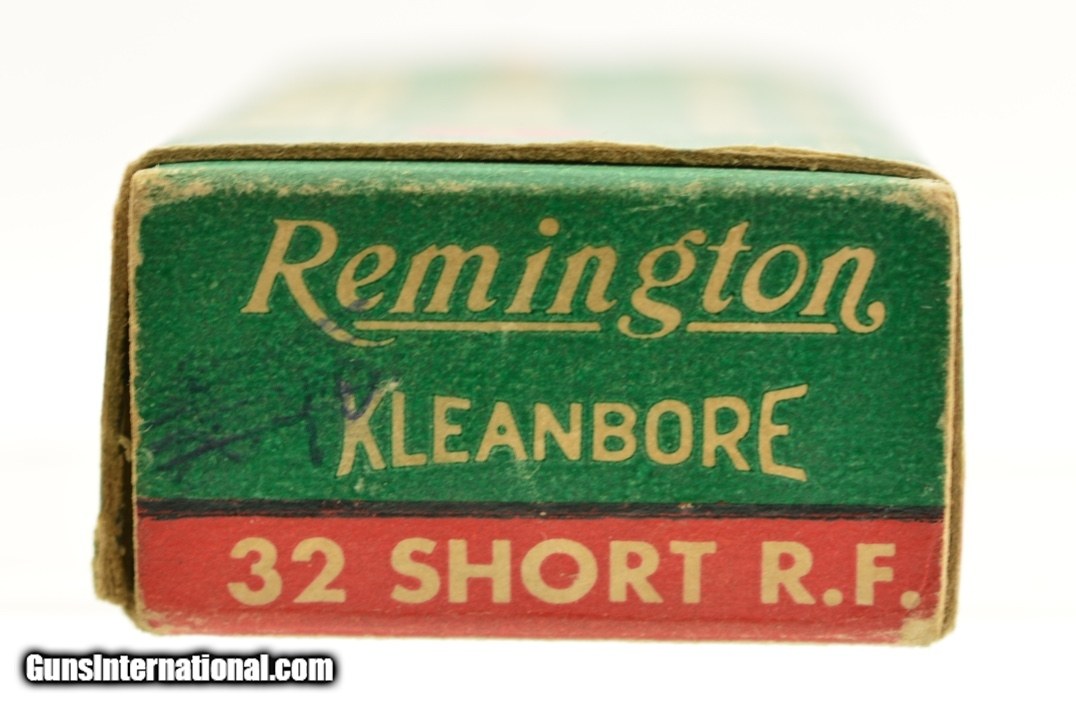 Remington
KLEANBORE
32 SHORT R.F.
GunsInternational.com